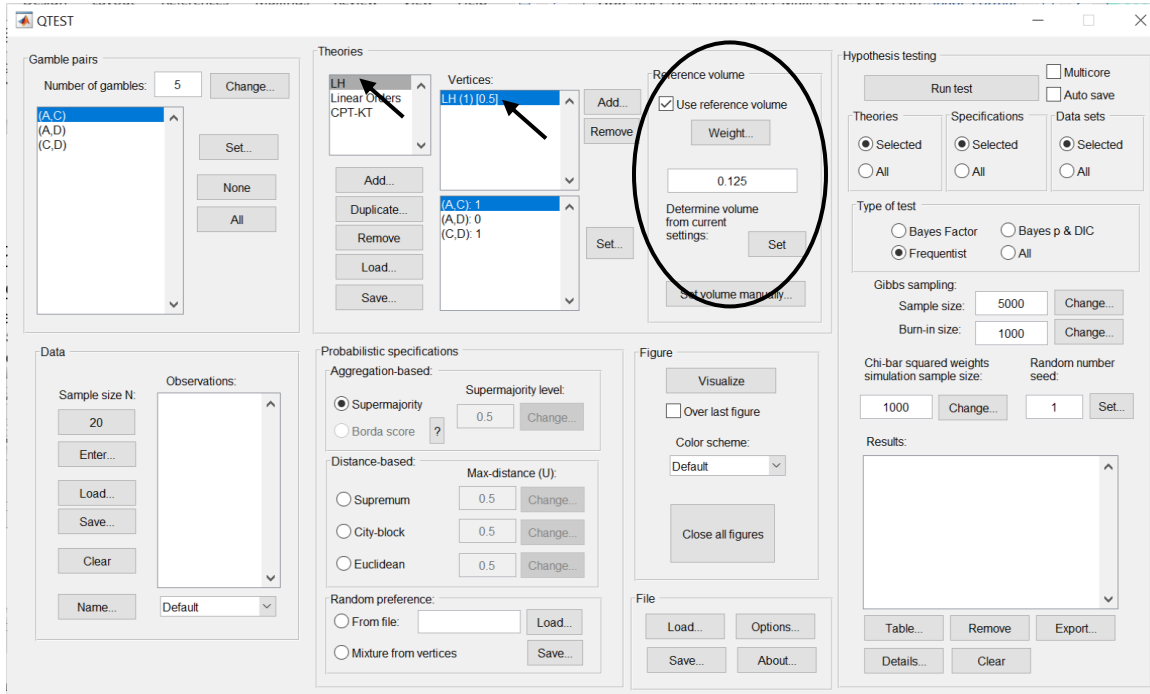 QTEST
Gamble pairs
Number of gambles:
5
Change...
(A,C)
(A,D)
(C,D)
Set...
None
All
Theories
LH
Linear Orders
CPT-KT
Add...
Duplicate...
Remove
Load...
Save...
Vertices:
LH (1) [0.5]
Add...
Remove
(A,C): 1
(A,D): 0
(C,D): 1
Set...
Reference volume
Use reference volume
Weight...
0.125
Determine volume
from current
settings:
Set
Set volume manually...
Hypothesis testing
Run test
Multicore
Auto save
Theories
Selected
All
Specifications
Selected
All
Data sets
Selected
All
Type of test
Bayes Factor
Bayes p & DIC
Frequentist
All
Gibbs sampling:
Sample size:
5000
Change...
Burn-in size:
1000
Change...
Chi-bar squared weights
simulation sample size:
1000
Change...
Random number
seed:
1
Set...
Results:
Table...
Remove
Export...
Details...
Clear
Data
Sample size N:
20
Enter...
Load...
Save...
Clear
Name...
Observations:
Default
Probabilistic specifications
Aggregation-based:
Supermajority level:
Supermajority
0.5
Change...
Borda score
?
Distance-based:
Max-distance (U):
Supremum
0.5
Change...
City-block
0.5
Change...
Euclidean
0.5
Change...
Random preference:
From file:
Load...
Mixture from vertices
Save...
Figure
Visualize
Over last figure
Color scheme:
Default
Close all figures
File
Load...
Options...
Save...
About...